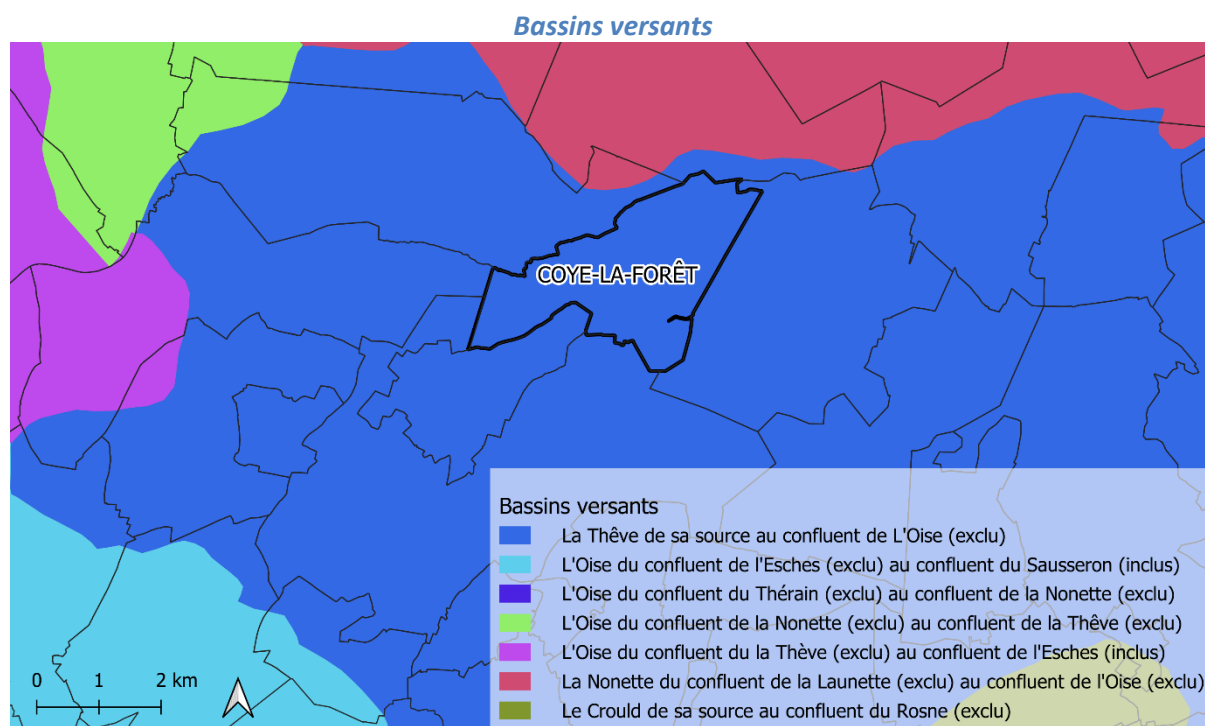 Bassins versants
COYE-LA-FORÊT
Bassins versants
La Thêve de sa source au confluent de L'Oise (exclu)
L'Oise du confluent de l'Esches (exclu) au confluent du Sausseron (inclus)
L'Oise du confluent du Thérain (exclu) au confluent de la Nonette (exclu)
L'Oise du confluent de la Nonette (exclu) au confluent de la Thêve (exclu)
L'Oise du confluent du la Thève (exclu) au confluent de l'Esches (inclus)
La Nonette du confluent de la Launette (exclu) au confluent de l'Oise (exclu)
Le Crould de sa source au confluent du Rosne (exclu)
0 1 2 km